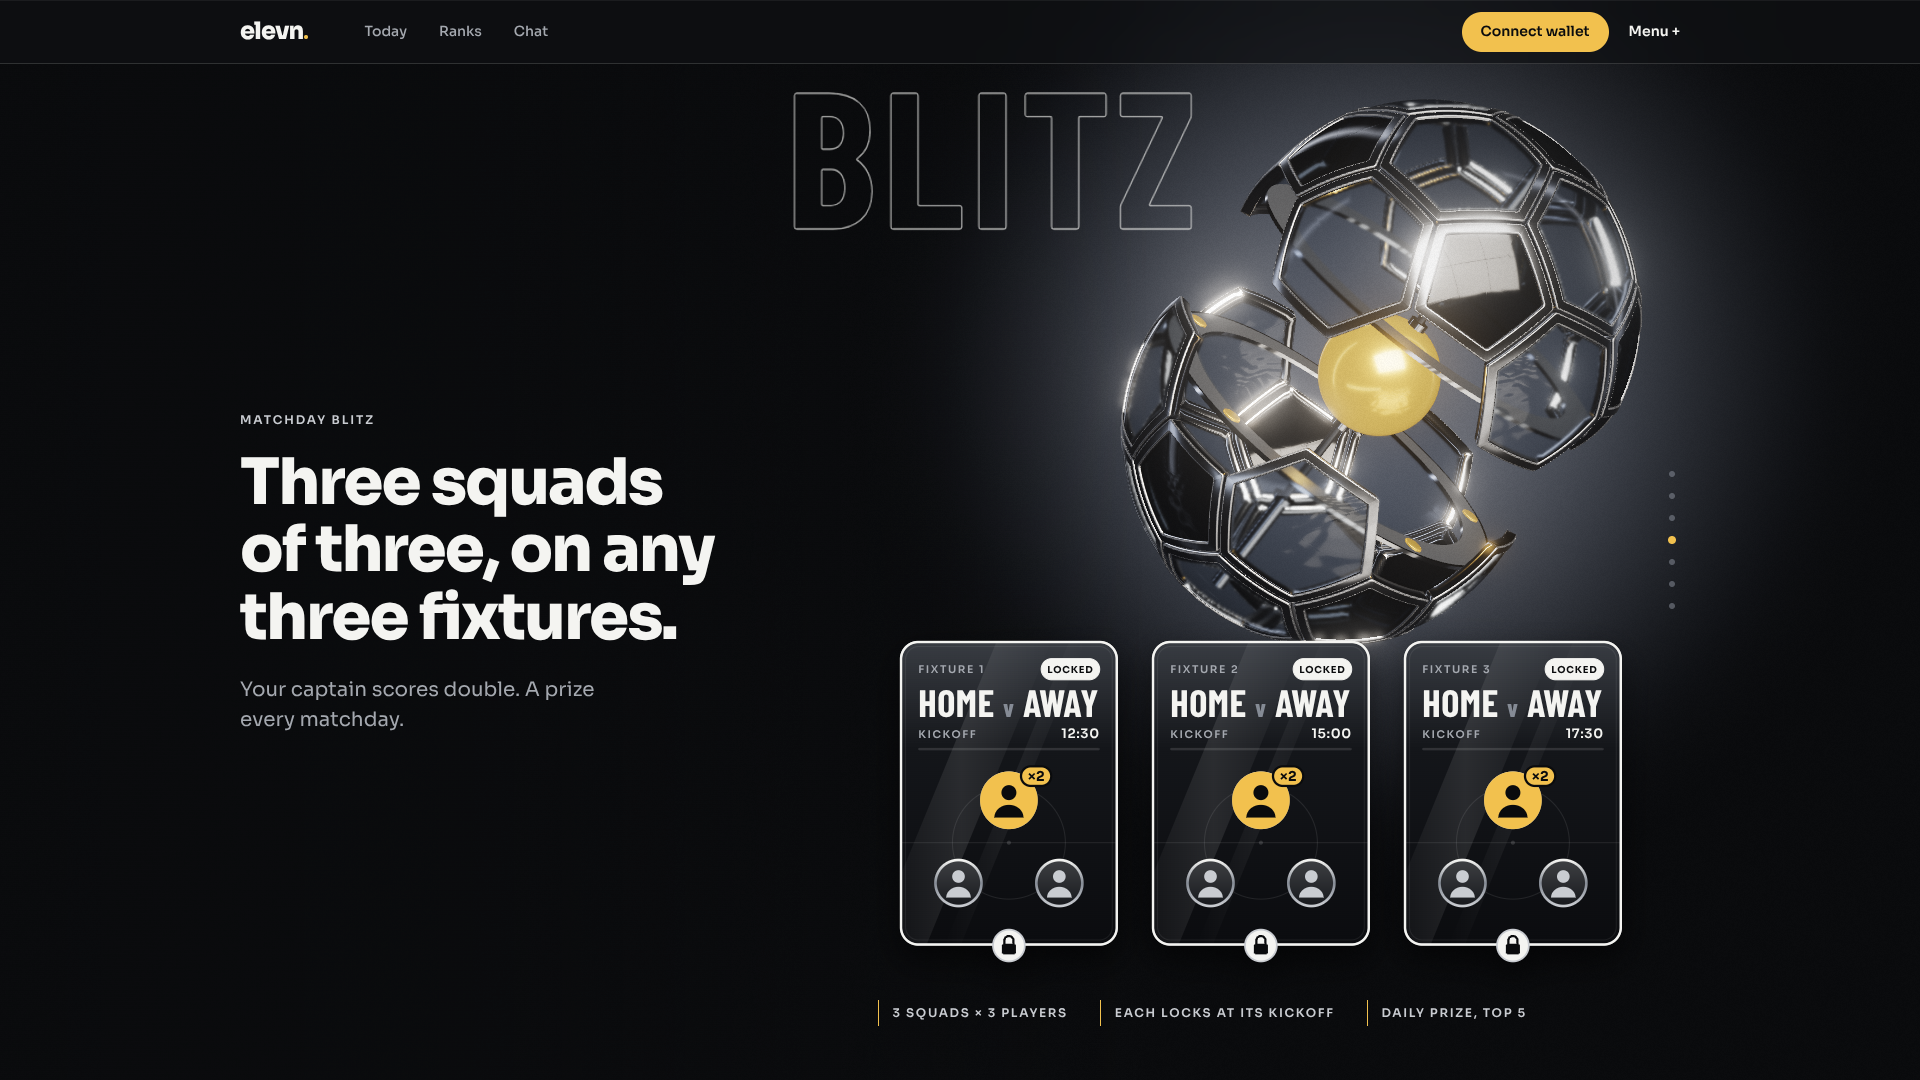 elevn.
Today
Ranks
Chat
Connect wallet
Menu +
BLITZ
MATCHDAY BLITZ
Three squads
of three, on any
three fixtures.
Your captain scores double. A prize
every matchday.
FIXTURE 1
LOCKED
HOME v AWAY
KICKOFF 12:30
×2
FIXTURE 2
LOCKED
HOME v AWAY
KICKOFF 15:00
×2
FIXTURE 3
LOCKED
HOME v AWAY
KICKOFF 17:30
×2
3 SQUADS × 3 PLAYERS
EACH LOCKS AT ITS KICKOFF
DAILY PRIZE, TOP 5